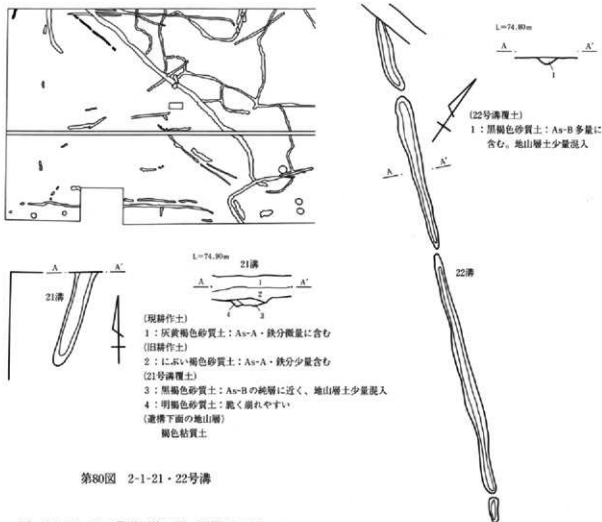 L=74.80m
A A'
1
(22号溝覆土)
1：黒褐色砂質土：As-B 多量に
含む。地山層土少量混入
A A'
22溝
A A'
21溝
L=74.90m
21溝
A A'
1
2
4 3
(現耕作土)
1：灰黄褐色砂質土：As-A・鉄分微量に含む
(旧耕作土)
2：にぶい褐色砂質土：As-A・鉄分少量含む
(21号溝覆土)
3：黒褐色砂質土：As-Bの純層に近く、地山層土少量混入
4：明褐色砂質土：脆く崩れやすい
(遺構下面の地山層)
褐色粘質土
第80図 2-1-21・22号溝